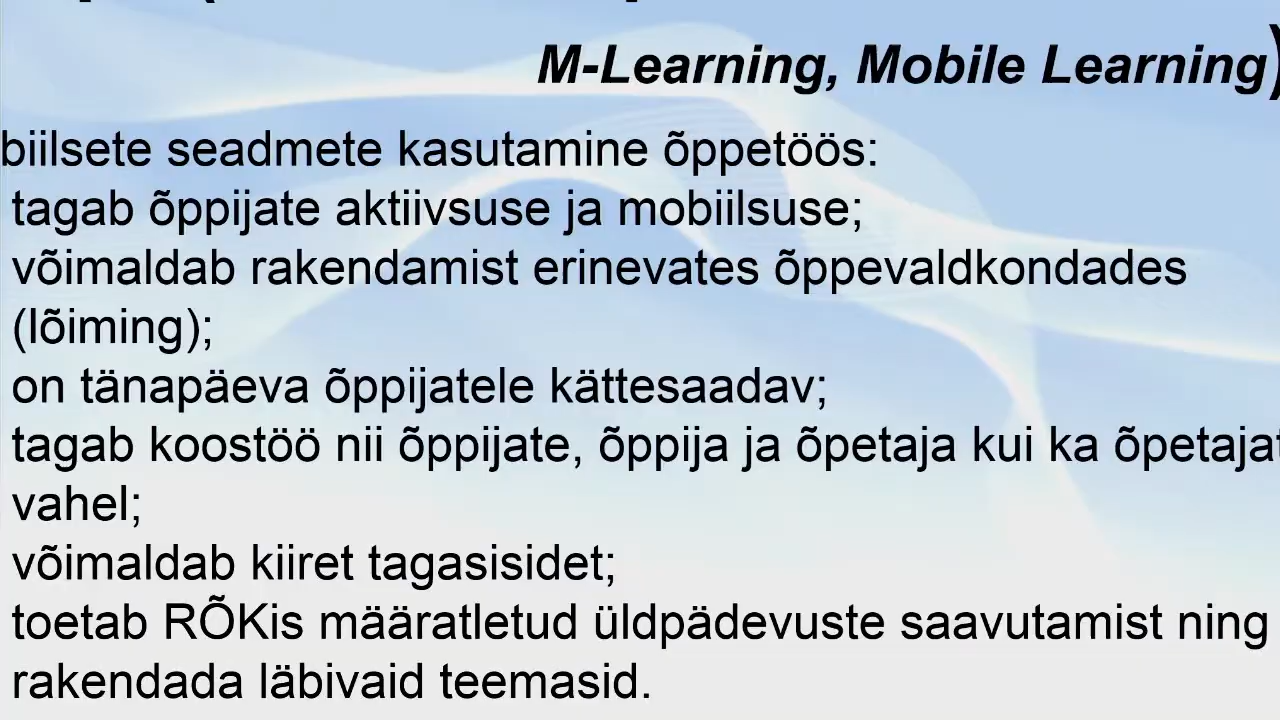 M-Learning, Mobile Learning)
biilsete seadmete kasutamine õppetöös:
tagab õppijate aktiivsuse ja mobiilsuse;
võimaldab rakendamist erinevates õppevaldkondades
(lõiming);
on tänapäeva õppijatele kättesaadav;
tagab koostöö nii õppijate, õppija ja õpetaja kui ka õpetajat
vahel;
võimaldab kiiret tagasisidet;
toetab RÕKis määratletud üldpädevuste saavutamist ning
rakendada läbivaid teemasid.